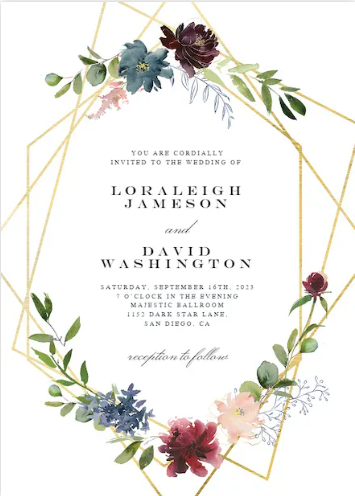 YOU ARE CORDIALLY
INVITED TO THE WEDDING OF
LORALEIGH
JAMESON
and
DAVID
WASHINGTON
SATURDAY, SEPTEMBER 16TH, 2023
7 O'CLOCK IN THE EVENING
MAJESTIC BALLROOM
1152 DARK STAR LANE,
SAN DIEGO, CA
reception to follow